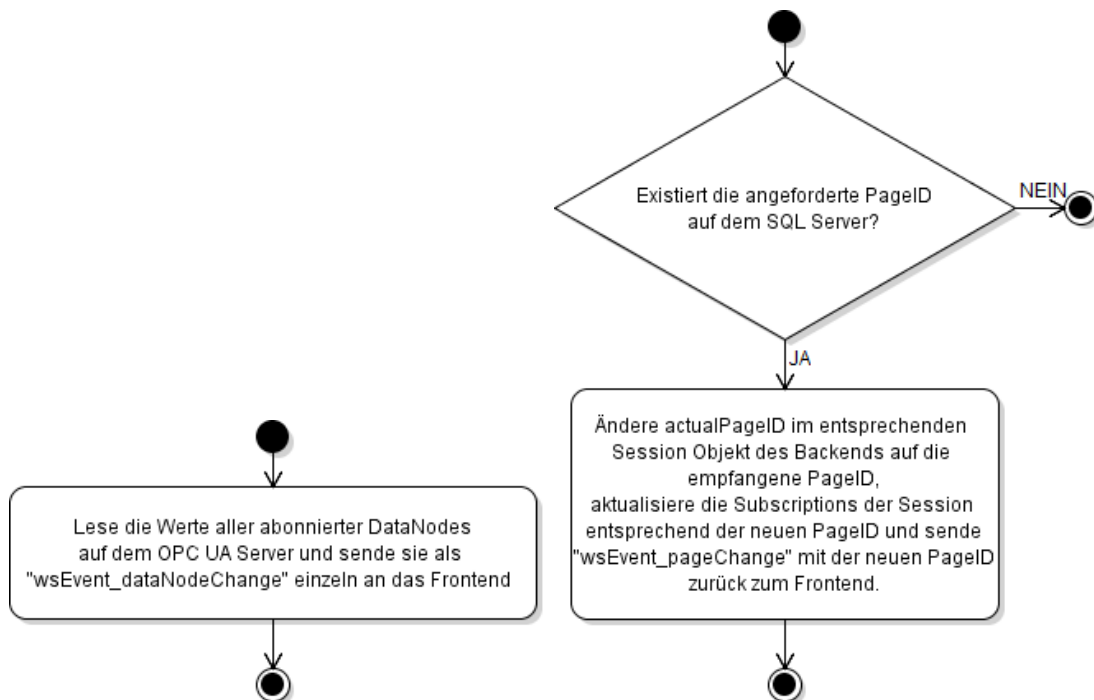 Existiert die angeforderte PageID
auf dem SQL Server?
NEIN
JA
Ändere actualPageID im entsprechenden
Session Objekt des Backends auf die
empfangene PageID,
aktualisiere die Subscriptions der Session
entsprechend der neuen PageID und sende
"wsEvent_pageChange" mit der neuen PageID
zurück zum Frontend.
Lese die Werte aller abonnierter DataNodes
auf dem OPC UA Server und sende sie als
"wsEvent_dataNodeChange" einzeln an das Frontend